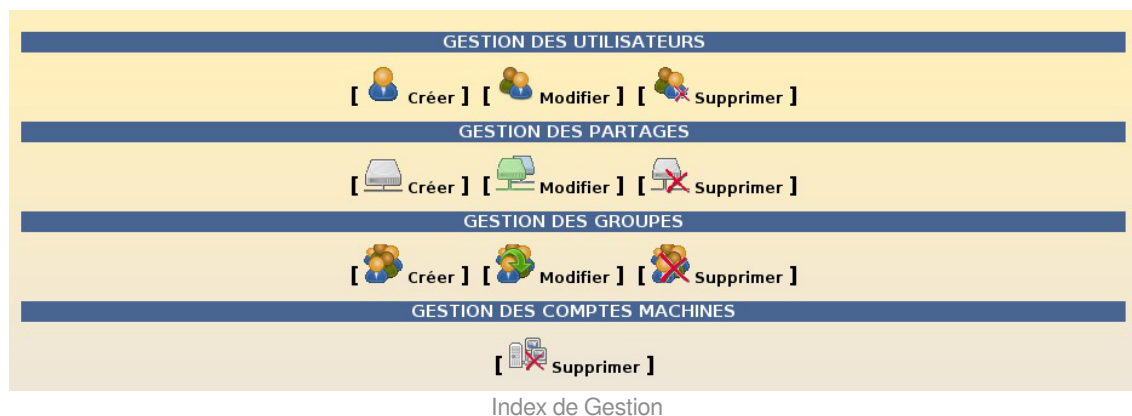 GESTION DES UTILISATEURS
[ Créer ] [ Modifier ] [ Supprimer ]
GESTION DES PARTAGES
[ Créer ] [ Modifier ] [ Supprimer ]
GESTION DES GROUPES
[ Créer ] [ Modifier ] [ Supprimer ]
GESTION DES COMPTES MACHINES
[ Supprimer ]
Index de Gestion